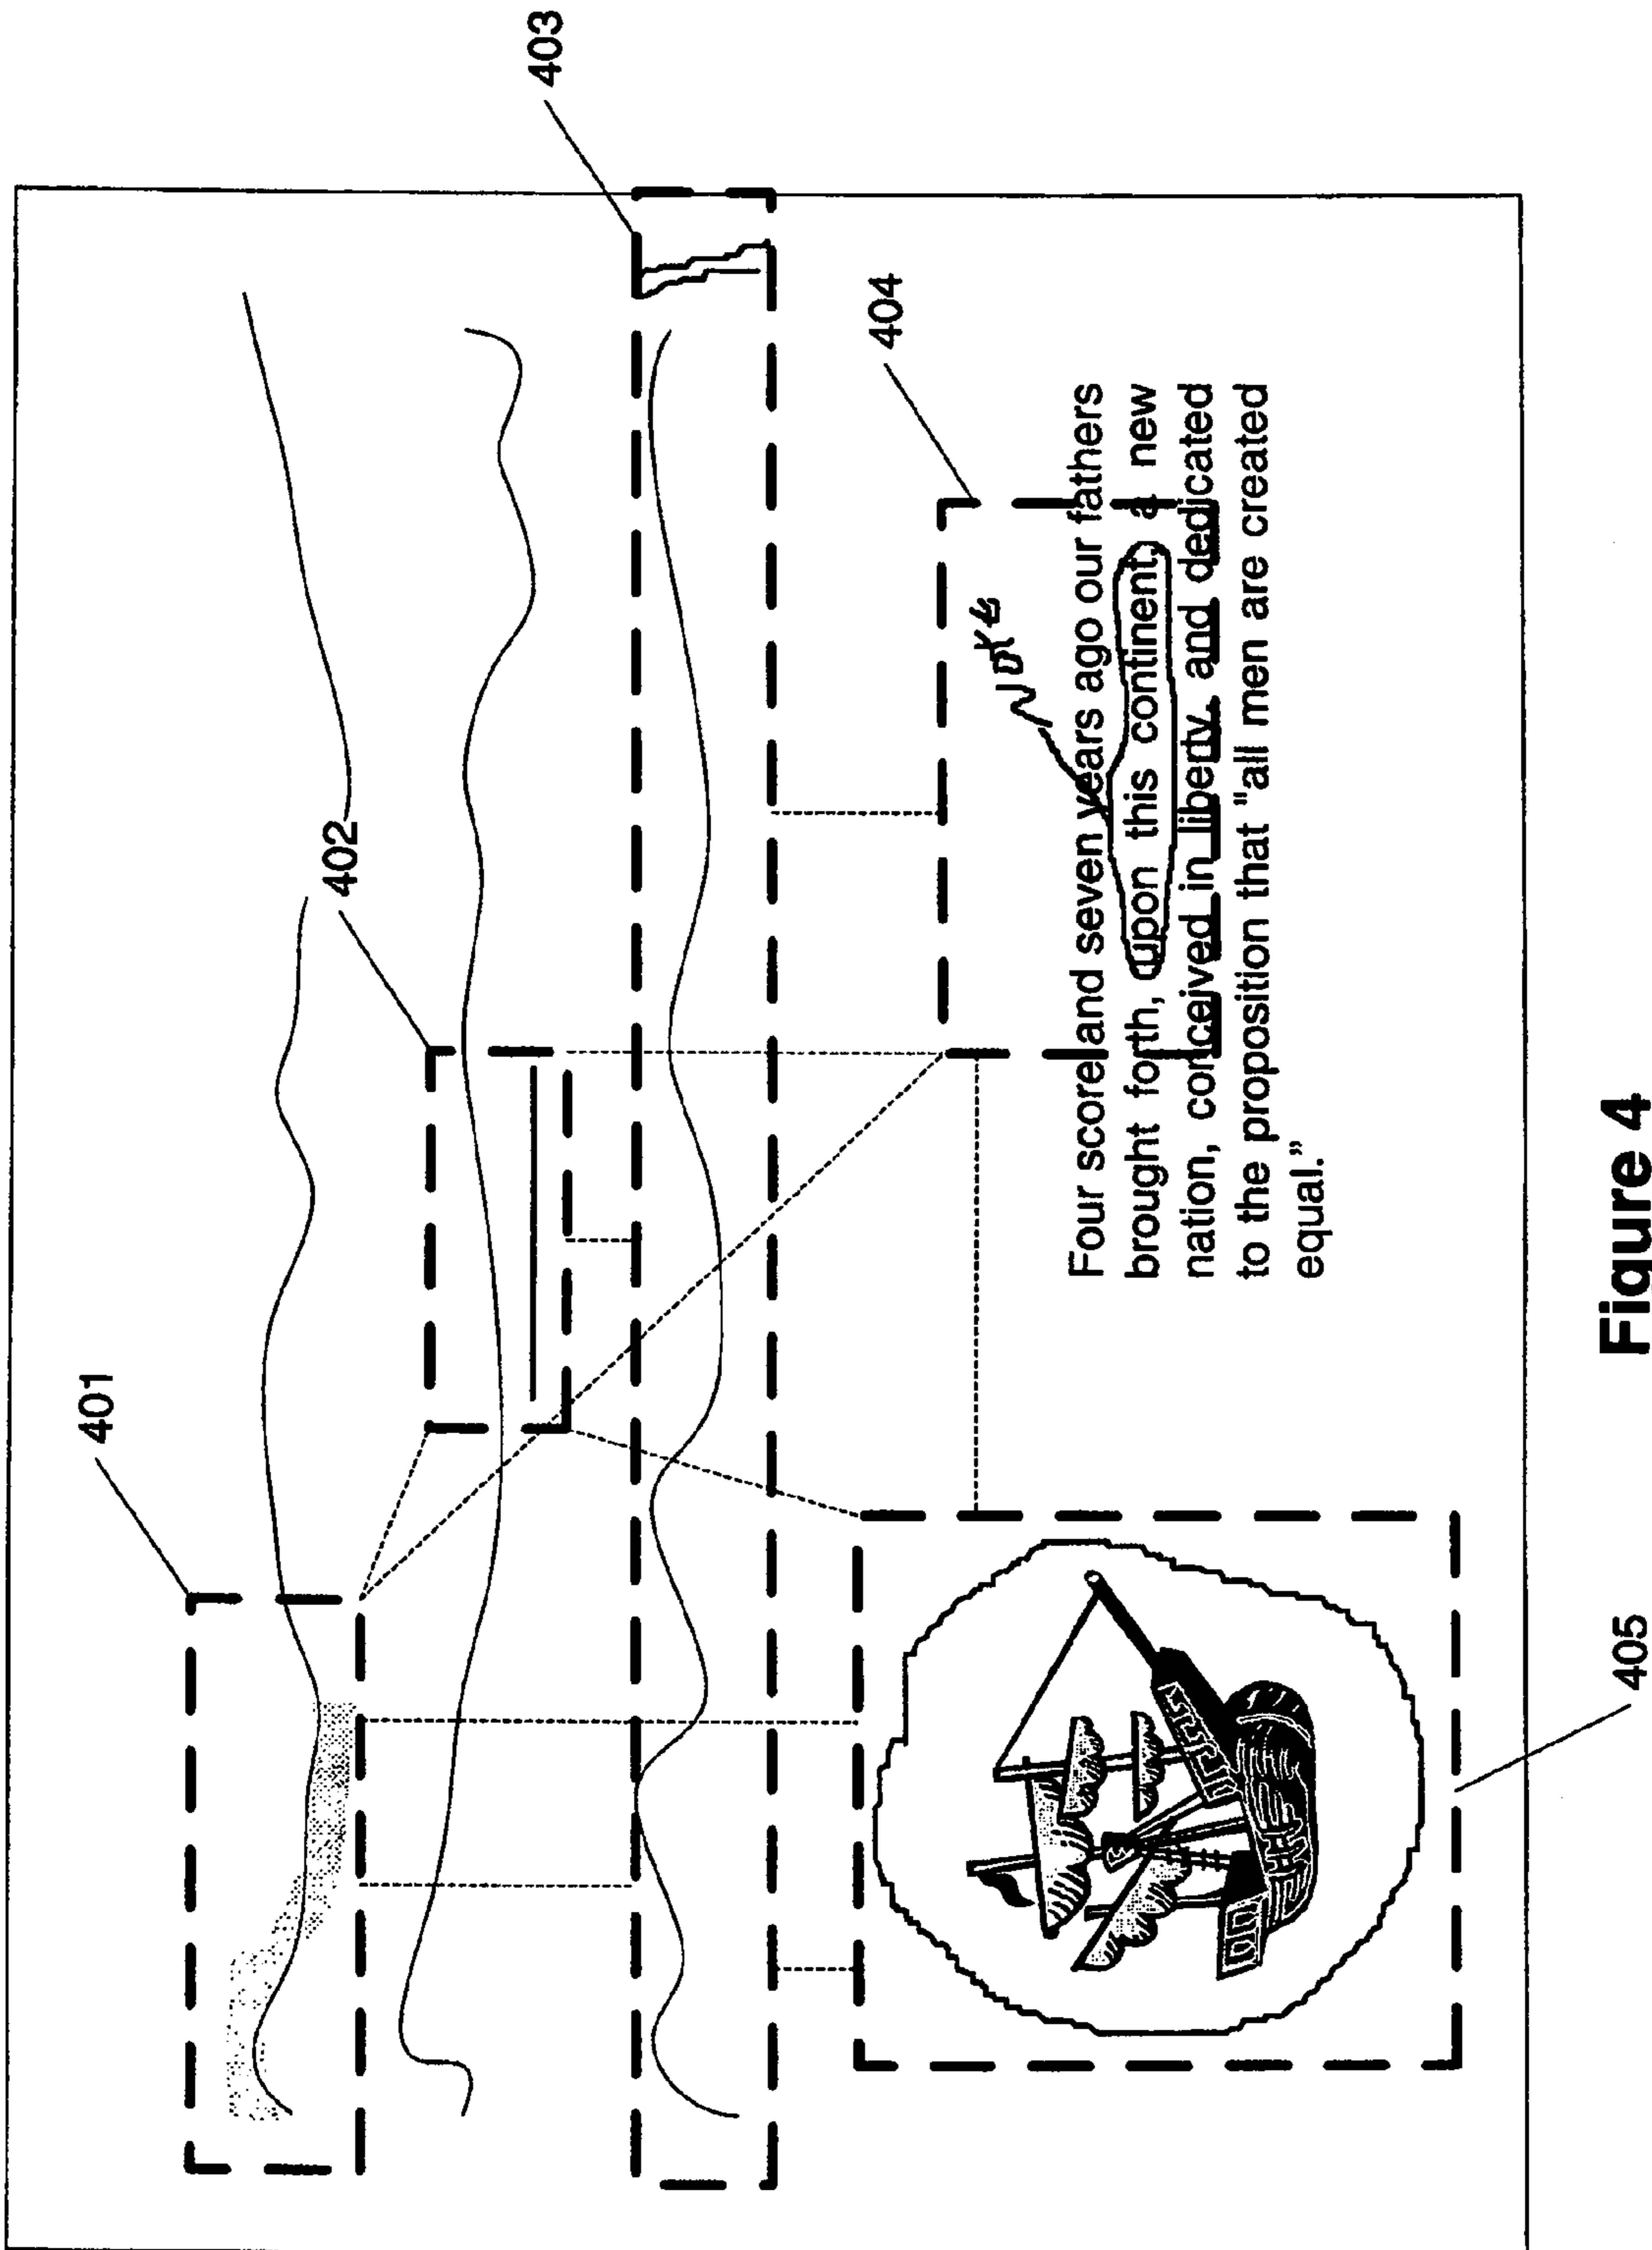 401
402
403
404
Four score and seven years ago our fathers
brought forth, upon this continent, a new
nation, conceived in liberty, and dedicated
to the proposition that "all men are created
equal.”
405
Figure 4